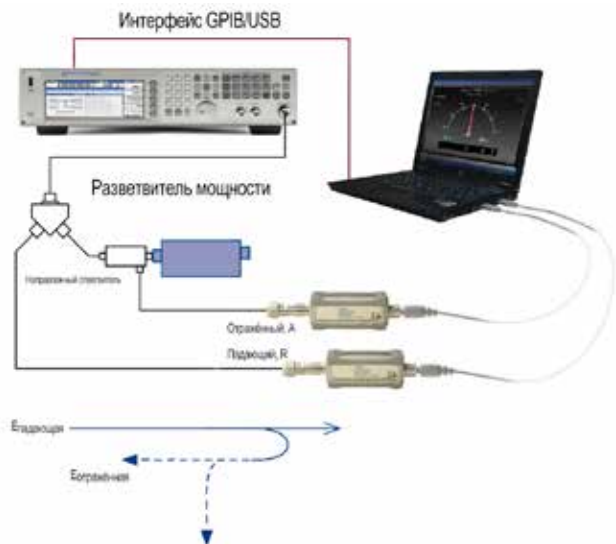 Интерфейс GPIB/USB
Разветвитель мощности
Направленный ответвитель
Отражённый, A
Падающий, R
Eпадающая
Eотражённая